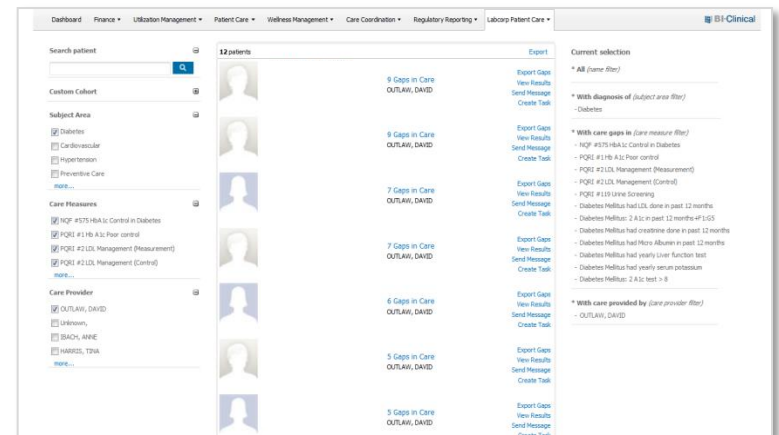 Dashboard Finance Utilization Management Patient Care Wellness Management Care Coordination Regulatory Reporting Labcorp Patient Care BI-Clinical
Search patient
Custom Cohort
Subject Area
Diabetes
Cardiovascular
Hypertension
Preventive Care
more...
Care Measures
NQF #575 HbA1c Control in Diabetes
PQRI #1 Hb A1c Poor control
PQRI #2 LDL Management (Measurement)
PQRI #2 LDL Management (Control)
more...
Care Provider
OUTLAW, DAVID
Unknown,
IBACH, ANNE
HARRIS, TINA
more...
12 patients Export
9 Gaps in Care
OUTLAW, DAVID
Export Gaps
View Results
Send Message
Create Task
9 Gaps in Care
OUTLAW, DAVID
Export Gaps
View Results
Send Message
Create Task
7 Gaps in Care
OUTLAW, DAVID
Export Gaps
View Results
Send Message
Create Task
7 Gaps in Care
OUTLAW, DAVID
Export Gaps
View Results
Send Message
Create Task
6 Gaps in Care
OUTLAW, DAVID
Export Gaps
View Results
Send Message
Create Task
5 Gaps in Care
OUTLAW, DAVID
Export Gaps
View Results
Send Message
Create Task
5 Gaps in Care
OUTLAW, DAVID
Export Gaps
View Results
Send Message
Create Task
Current selection
* All (name filter)
* With diagnosis of (subject area filter)
- Diabetes
* With care gaps in (care measure filter)
- NQF #575 HbA1c Control in Diabetes
- PQRI #1 Hb A1c Poor control
- PQRI #2 LDL Management (Measurement)
- PQRI #2 LDL Management (Control)
- PQRI #119 Urine Screening
- Diabetes Mellitus had LDL done in past 12 months
- Diabetes Mellitus: 2 A1c in past 12 months+F1:G5
- Diabetes Mellitus had creatinine done in past 12 months
- Diabetes Mellitus had Micro Albumin in past 12 months
- Diabetes Mellitus had yearly Liver function test
- Diabetes Mellitus had yearly serum potassium
- Diabetes Mellitus: 2 A1c test > 8
* With care provided by (care provider filter)
- OUTLAW, DAVID